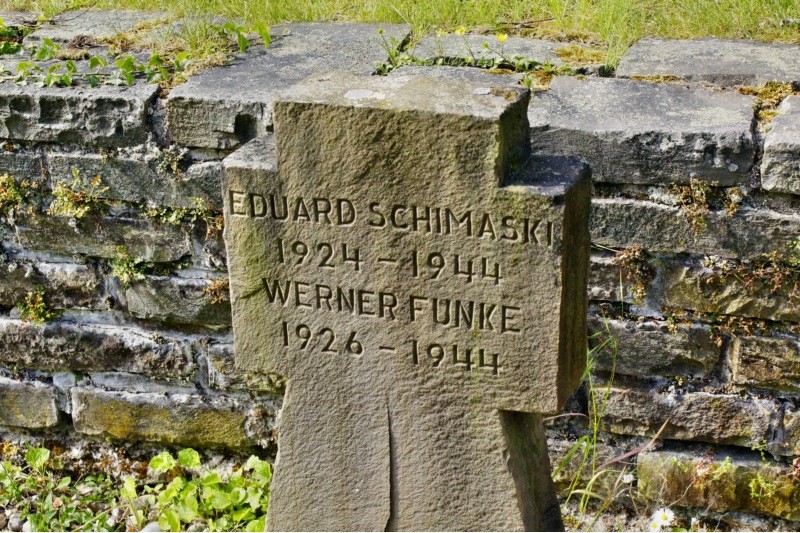 EDUARD SCHIMASKI
1924 - 1944
WERNER FUNKE
1926 - 1944